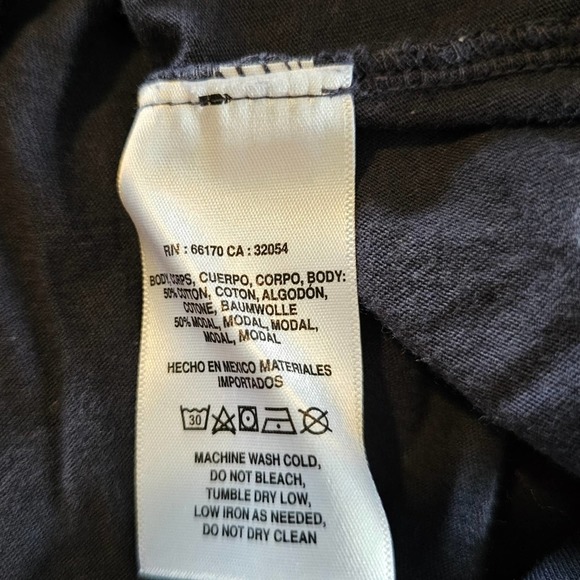 RN : 66170 CA : 32054
BODY, CORPS, CUERPO, CORPO, BODY:
50% COTTON, COTON, ALGODÓN,
COTONE, BAUMWOLLE
50% MODAL, MODAL, MODAL,
MODAL, MODAL
HECHO EN MEXICO MATERIALES
IMPORTADOS
30
MACHINE WASH COLD,
DO NOT BLEACH,
TUMBLE DRY LOW,
LOW IRON AS NEEDED,
DO NOT DRY CLEAN